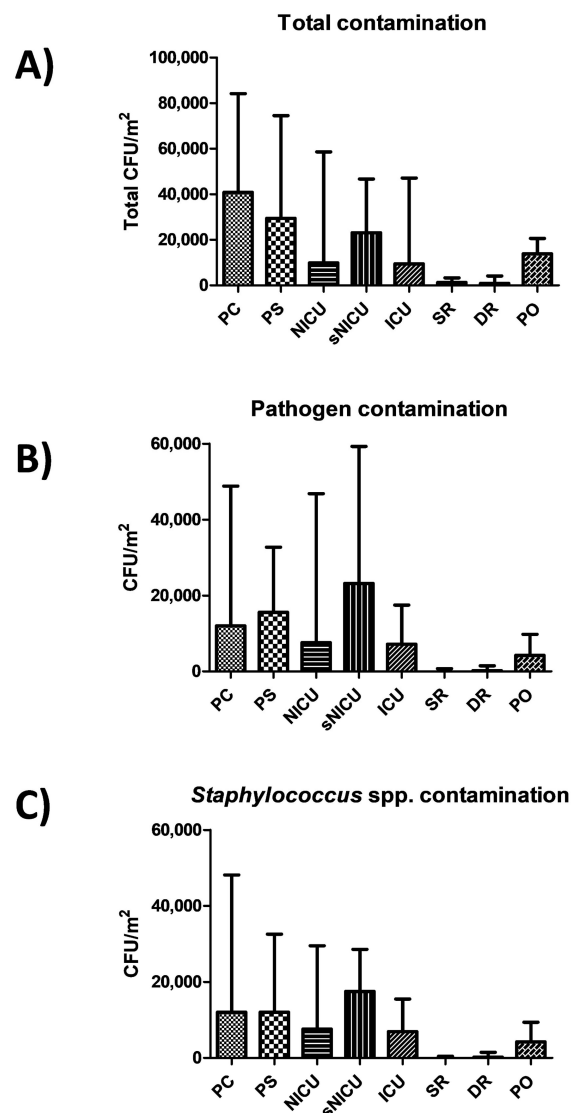 Total contamination
A)
Total CFU/m²
100,000
80,000
60,000
40,000
20,000
0
PC PS NICU sNICU ICU SR DR PO
Pathogen contamination
B)
CFU/m²
60,000
40,000
20,000
0
PC PS NICU sNICU ICU SR DR PO
Staphylococcus spp. contamination
C)
CFU/m²
60,000
40,000
20,000
0
PC PS NICU sNICU ICU SR DR PO